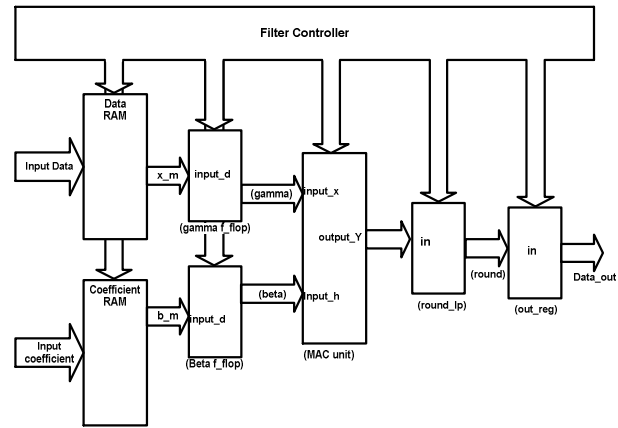 Filter Controller
Data
RAM
Input Data
x_m
input_d
(gamma)
input_x
(gamma f_flop)
output_Y
in
in
(round)
Data_out
Coefficient
RAM
b_m
input_d
(beta)
input_h
(round_lp)
(out_reg)
Input
coefficient
(Beta f_flop)
(MAC unit)